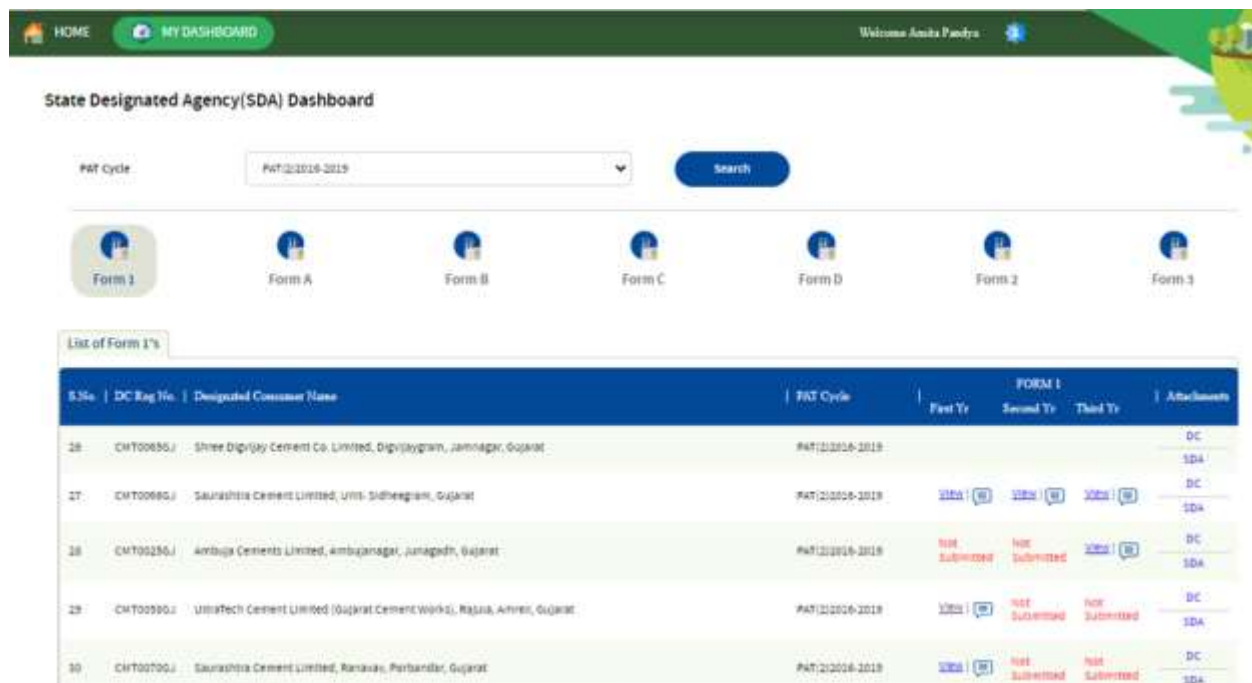 HOME MY DASHBOARD Welcome Amita Pandya
State Designated Agency(SDA) Dashboard
PAT Cycle PAT(2)2016-2019 Search
Form 1 Form A Form B Form C Form D Form 2 Form 3
List of Form 1's
FORM 1
S.No. | DC Reg No. | Designated Consumer Name | PAT Cycle | First Yr Second Yr Third Yr | Attachments
Shree Digvijay Cement Co. Limited, Digvijaygram, Jamnagar, Gujarat PAT(2)2016-2019 DC
SDA
27 Saurashtra Cement Limited, Unit- Sidheegram, Gujarat PAT(2)2016-2019 View | View | View | DC
SDA
28 Ambuja Cements Limited, Ambujanagar, Junagadh, Gujarat PAT(2)2016-2019 Not Submitted Not Submitted View | DC
SDA
29 UltraTech Cement Limited (Gujarat Cement Works), Rajula, Amreli, Gujarat PAT(2)2016-2019 View | Not Submitted Not Submitted DC
SDA
30 Saurashtra Cement Limited, Ranavav, Porbandar, Gujarat PAT(2)2016-2019 View | Not Submitted Not Submitted DC
SDA